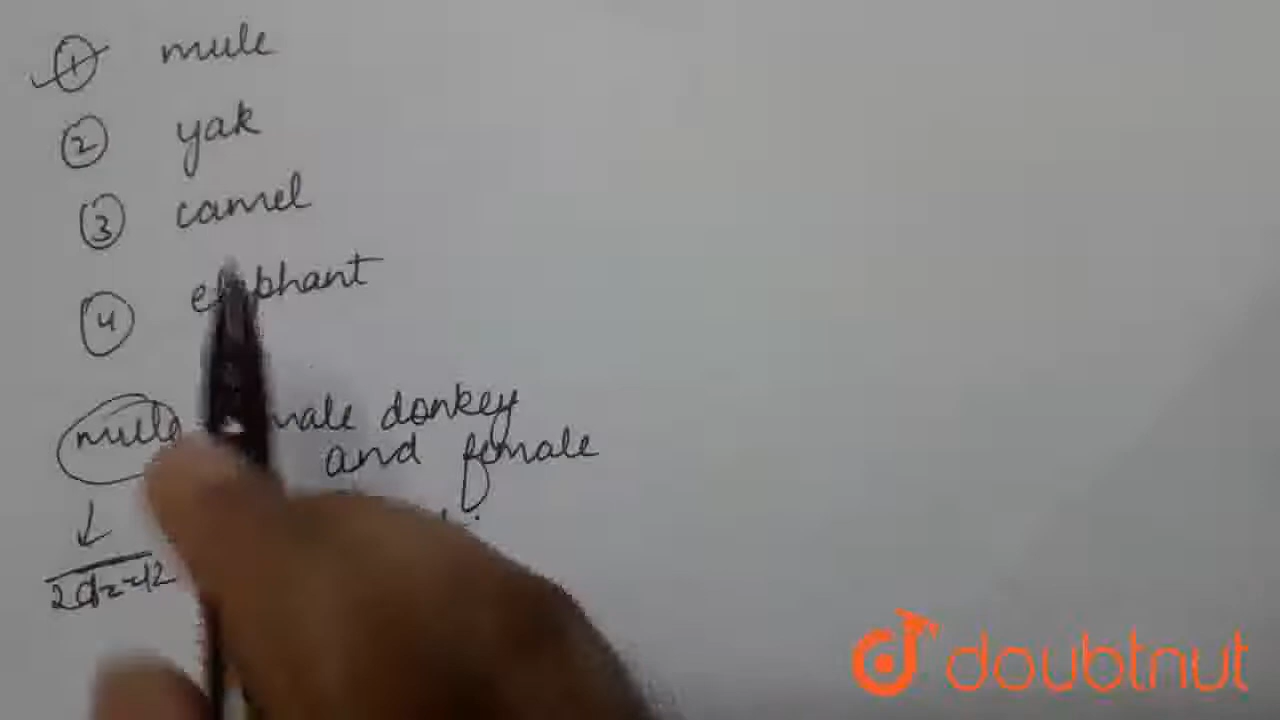 1 mule
2 yak
3 camel
4 elephant
mule male donkey
and female
doubtnut